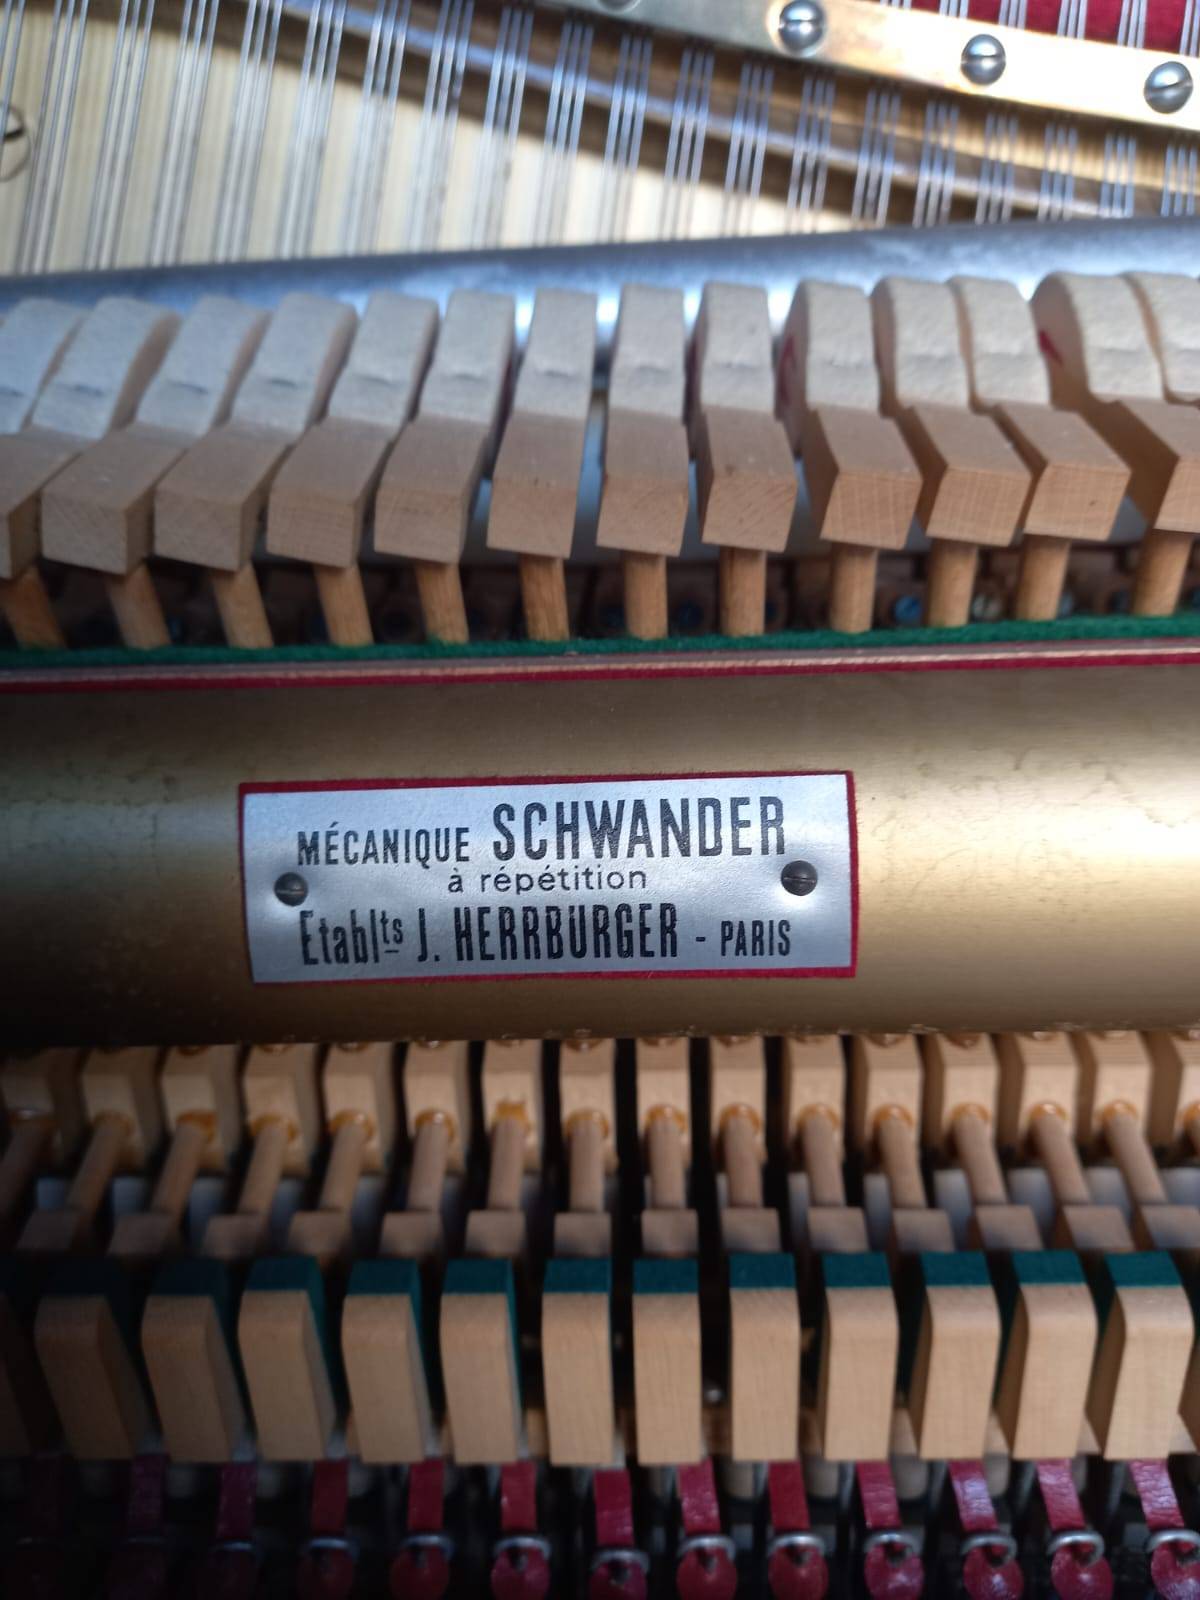 MÉCANIQUE SCHWANDER
à répétition
Etablts J. HERRBURGER - PARIS